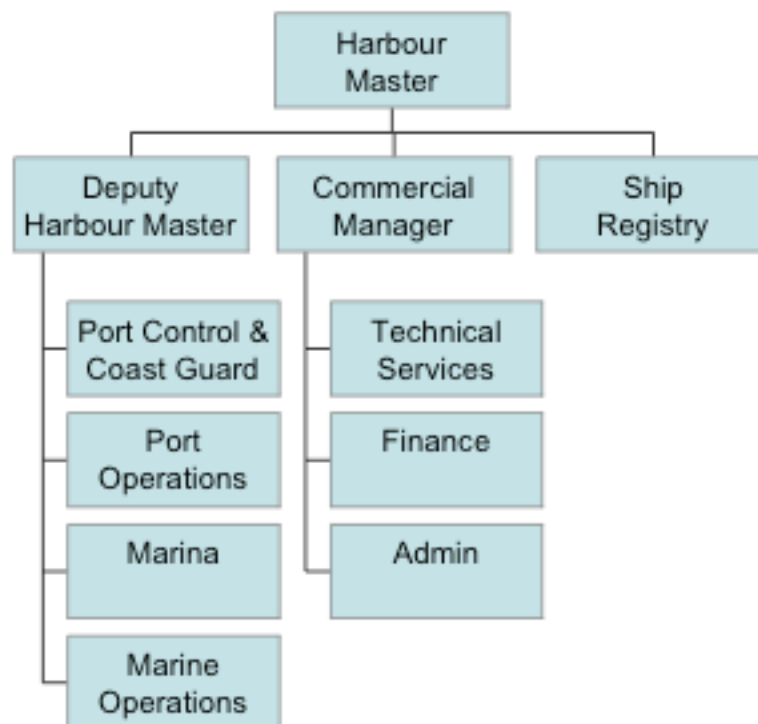 Harbour
Master
Deputy
Harbour Master
Commercial
Manager
Ship
Registry
Port Control &
Coast Guard
Port
Operations
Marina
Marine
Operations
Technical
Services
Finance
Admin